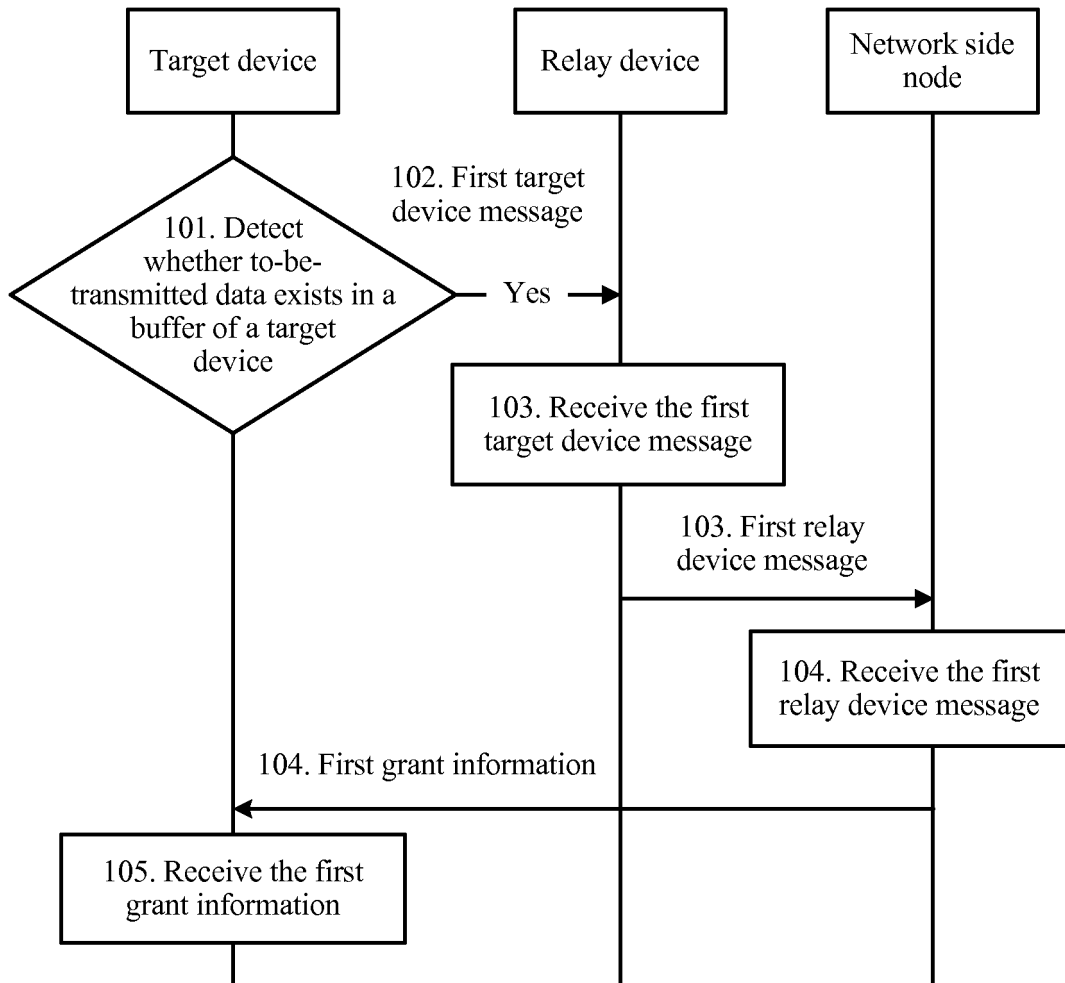 Target device
Relay device
Network side
node
102. First target
device message
101. Detect
whether to-be-
transmitted data exists in a
buffer of a target
device
Yes
103. Receive the first
target device message
103. First relay
device message
104. Receive the first
relay device message
104. First grant information
105. Receive the first
grant information